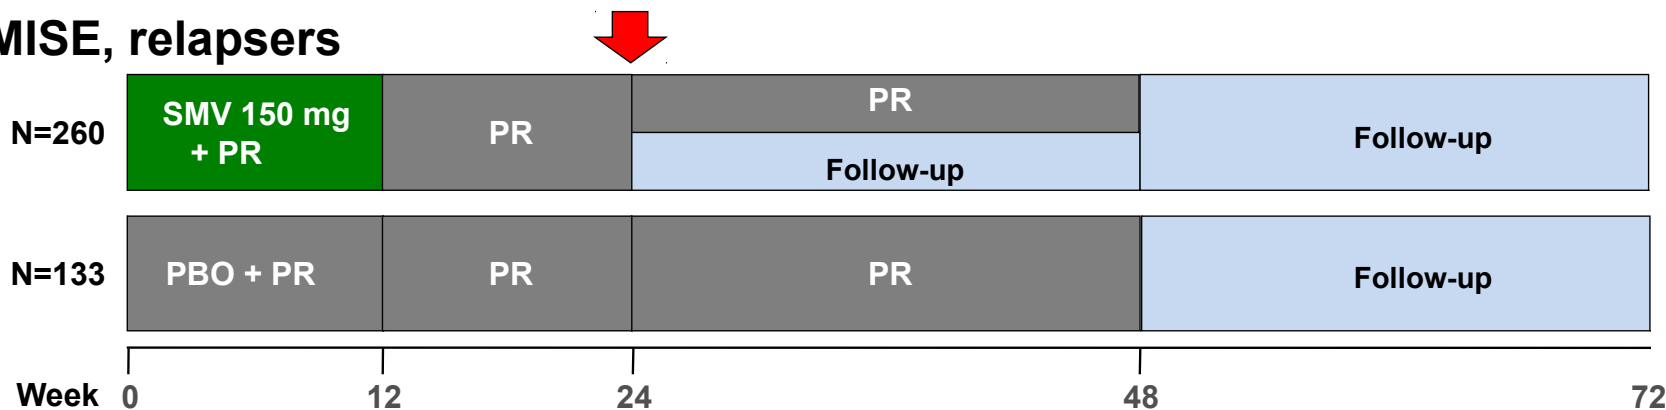 MISE, relapsers
N=260
SMV 150 mg
+ PR
PR
PR
Follow-up
Follow-up
N=133
PBO + PR
PR
PR
Follow-up
Week 0 12 24 48 72